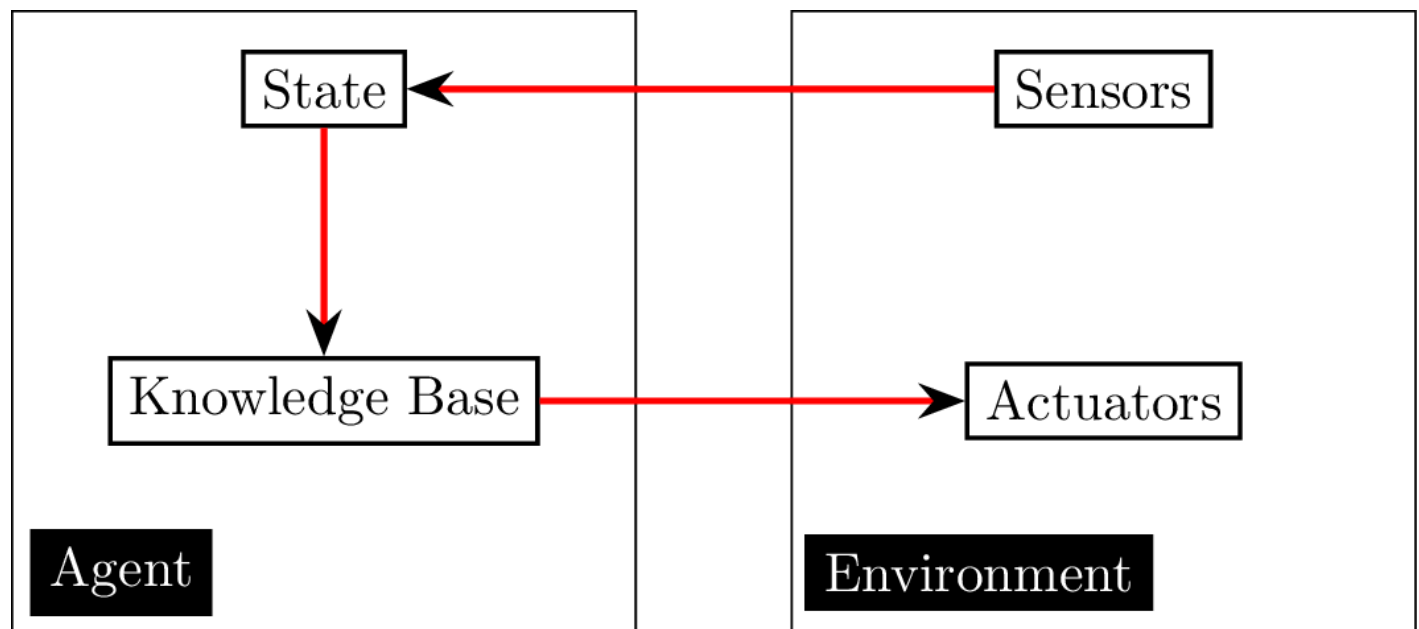 State
Sensors
Knowledge Base
Actuators
Agent
Environment